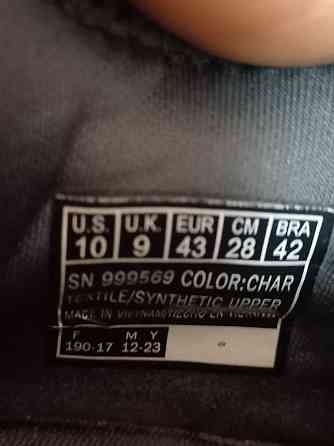 U.S. U.K. EUR CM BRA
10 9 43 28 42
SN 999569 COLOR:CHAR
TEXTILE/SYNTHETIC UPPER
MADE IN VIETNAM/HECHO EN VIETNAM
F M Y
190-17 12-23